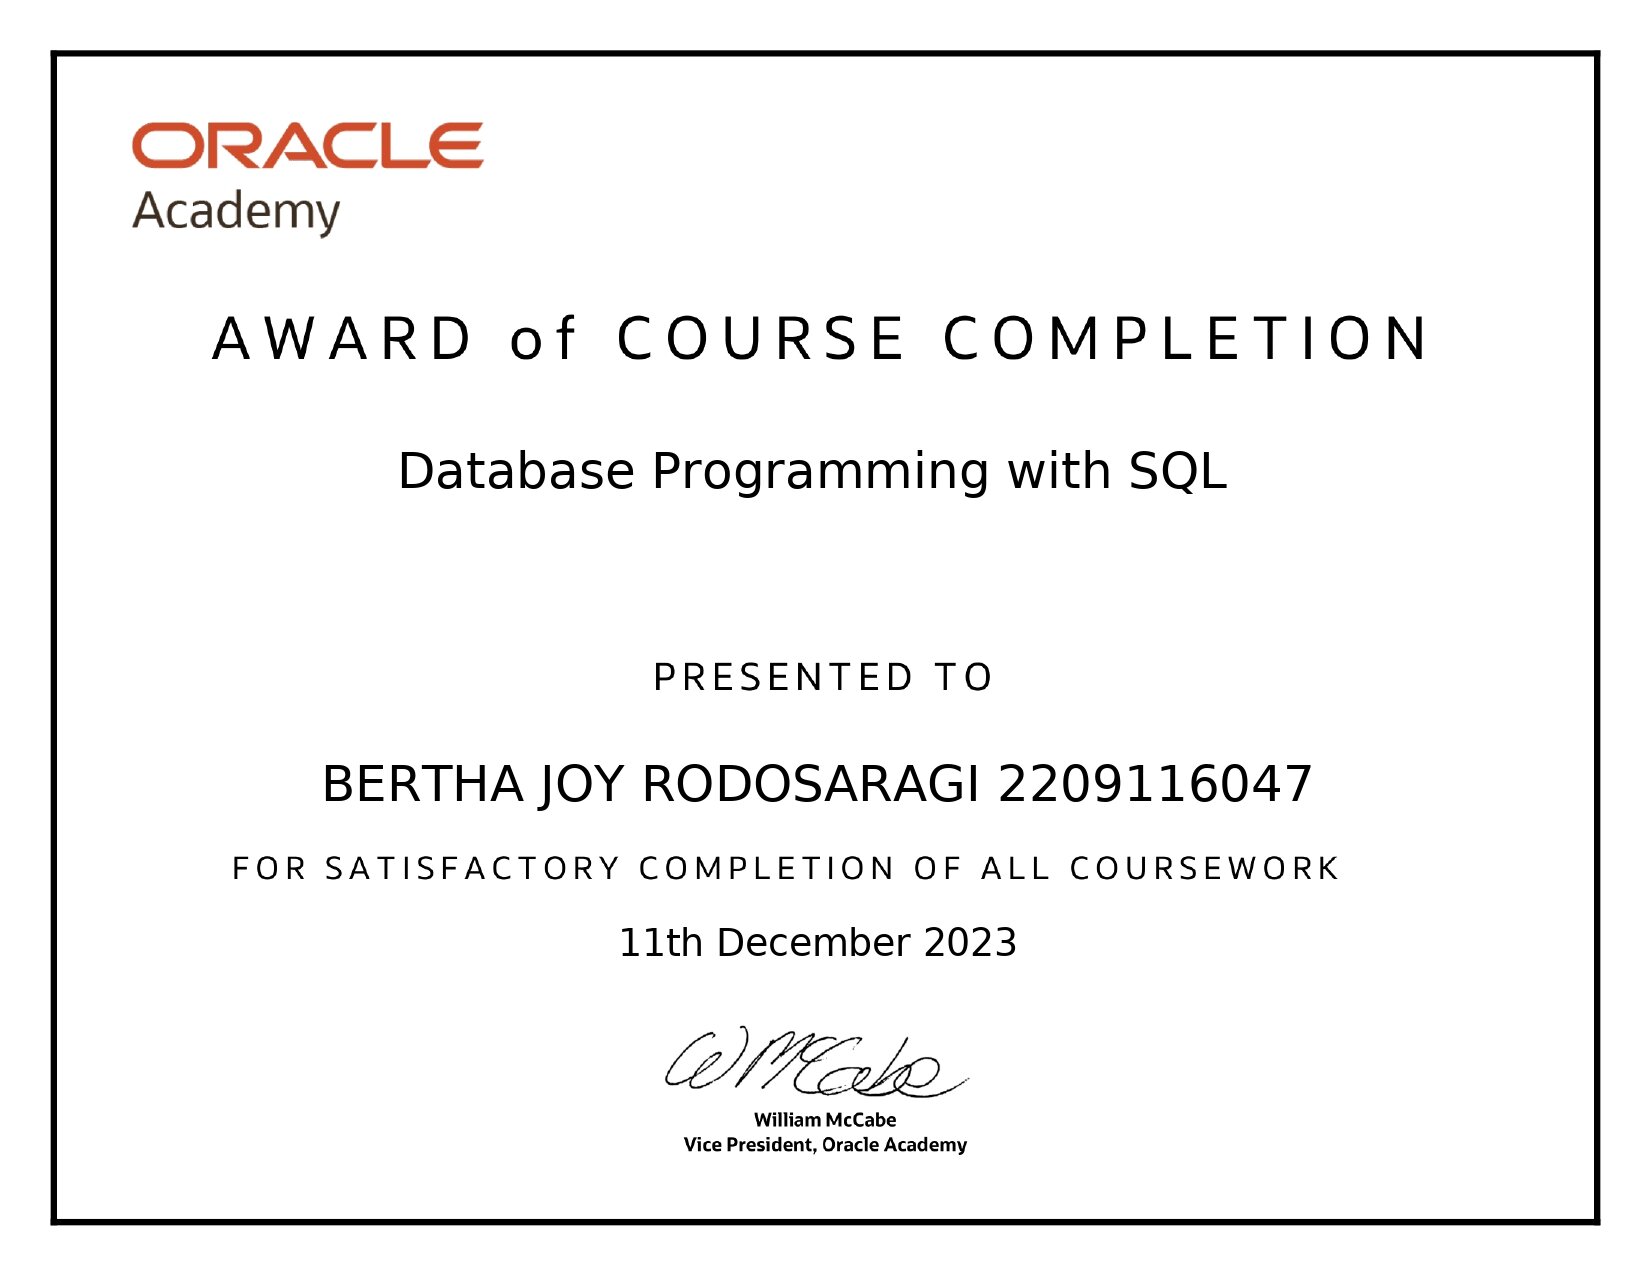 ORACLE
Academy
AWARD of COURSE COMPLETION
Database Programming with SQL
PRESENTED TO
BERTHA JOY RODOSARAGI 2209116047
FOR SATISFACTORY COMPLETION OF ALL COURSEWORK
11th December 2023
W McCabe
William McCabe
Vice President, Oracle Academy